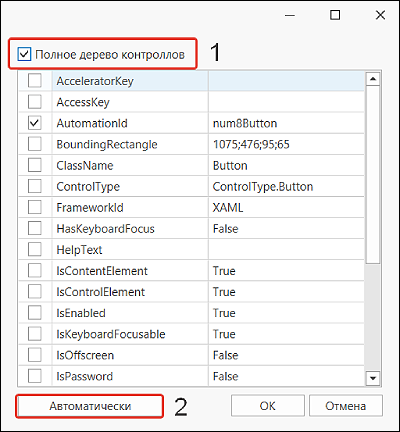 Полное дерево контроллов 1
AcceleratorKey
AccessKey
AutomationId num8Button
BoundingRectangle 1075;476;95;65
ClassName Button
ControlType ControlType.Button
FrameworkId XAML
HasKeyboardFocus False
HelpText
IsContentElement True
IsControlElement True
IsEnabled True
IsKeyboardFocusable True
IsOffscreen False
IsPassword False
Автоматически 2 OK Отмена